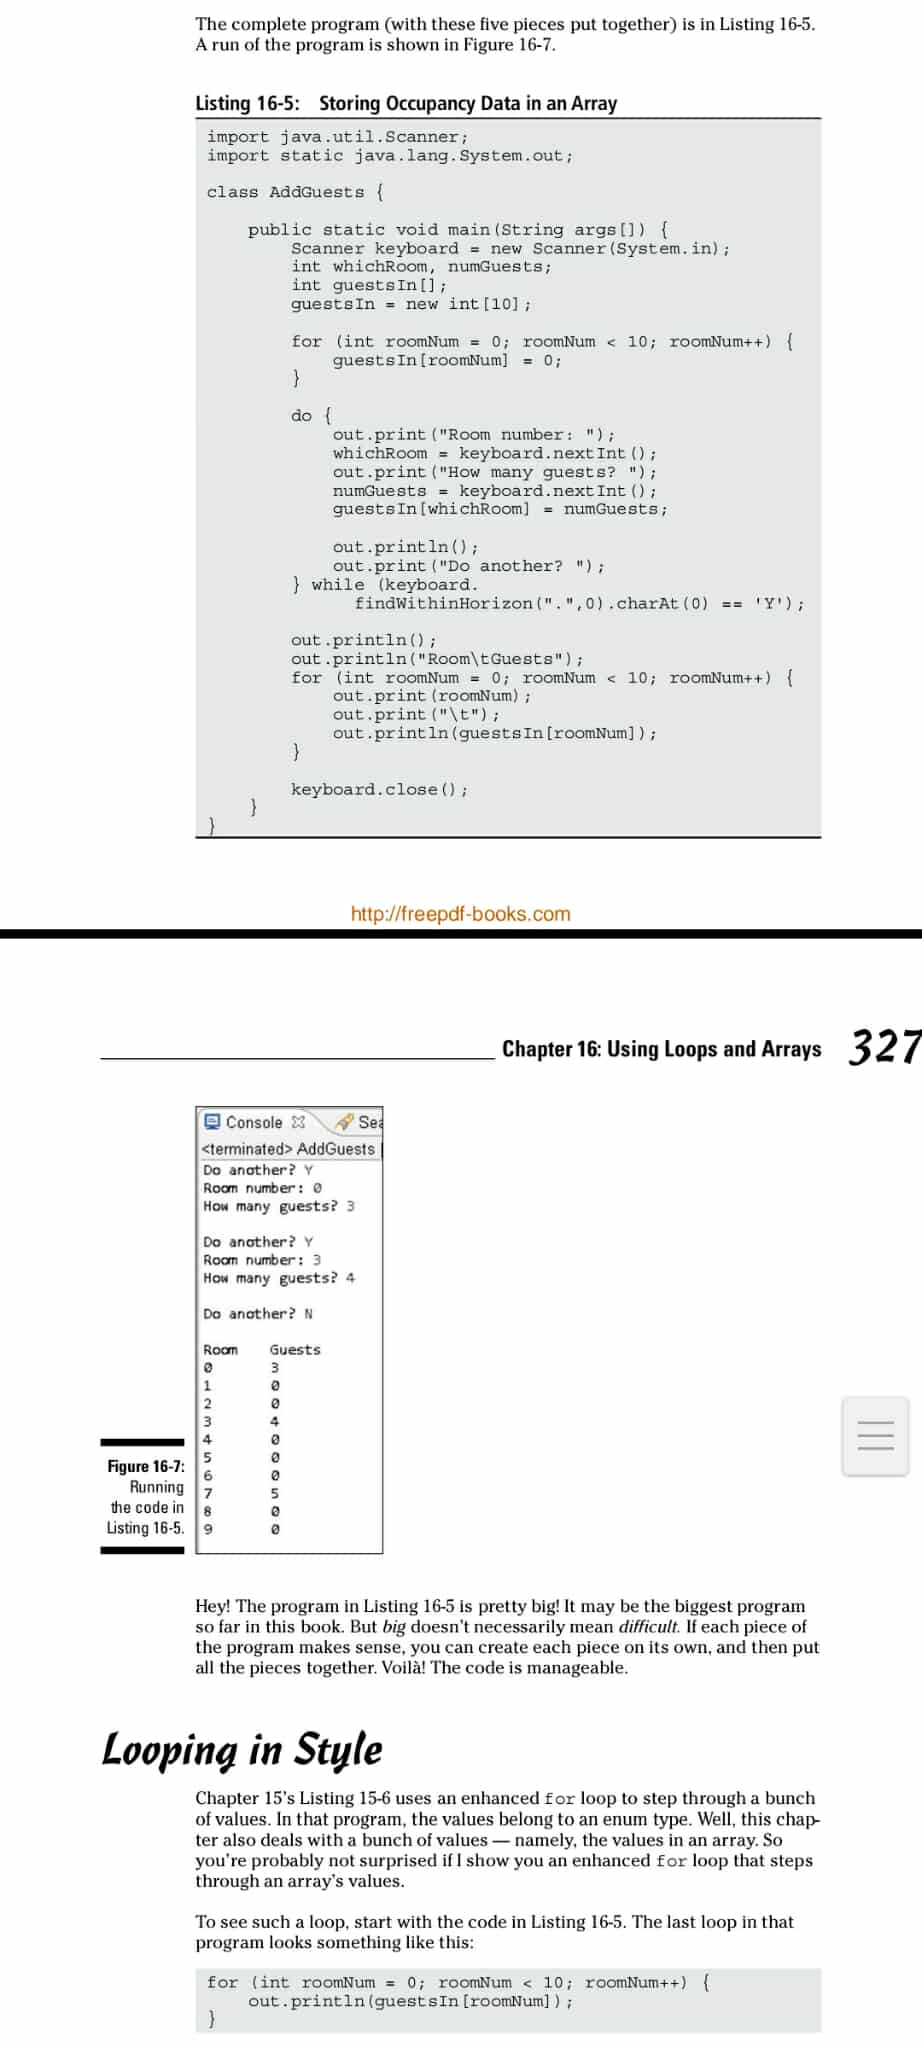 The complete program (with these five pieces put together) is in Listing 16-5.
A run of the program is shown in Figure 16-7.
Listing 16-5: Storing Occupancy Data in an Array
import java.util.Scanner;
import static java.lang.System.out;
class AddGuests {
public static void main(String args[]) {
Scanner keyboard = new Scanner(System.in);
int whichRoom, numGuests;
int guestsIn[];
guestsIn = new int[10];
for (int roomNum = 0; roomNum < 10; roomNum++) {
guestsIn[roomNum] = 0;
}
do {
out.print("Room number: ");
whichRoom = keyboard.nextInt();
out.print("How many guests? ");
numGuests = keyboard.nextInt();
guestsIn[whichRoom] = numGuests;
out.println();
out.print("Do another? ");
} while (keyboard.
findWithinHorizon(".",0).charAt(0) == 'Y');
out.println();
out.println("Room\tGuests");
for (int roomNum = 0; roomNum < 10; roomNum++) {
out.print(roomNum);
out.print("\t");
out.println(guestsIn[roomNum]);
}
keyboard.close();
}
}
http://freepdf-books.com
Chapter 16: Using Loops and Arrays 327
Console Sea
<terminated> AddGuests
Do another? Y
Room number: 0
How many guests? 3
Do another? Y
Room number: 3
How many guests? 4
Do another? N
Room Guests
0 3
1 0
2 0
3 4
4 0
5 0
6 0
7 5
8 0
9 0
Figure 16-7:
Running
the code in
Listing 16-5.
Hey! The program in Listing 16-5 is pretty big! It may be the biggest program
so far in this book. But big doesn't necessarily mean difficult. If each piece of
the program makes sense, you can create each piece on its own, and then put
all the pieces together. Voilà! The code is manageable.
Looping in Style
Chapter 15's Listing 15-6 uses an enhanced for loop to step through a bunch
of values. In that program, the values belong to an enum type. Well, this chap-
ter also deals with a bunch of values — namely, the values in an array. So
you're probably not surprised if I show you an enhanced for loop that steps
through an array's values.
To see such a loop, start with the code in Listing 16-5. The last loop in that
program looks something like this:
for (int roomNum = 0; roomNum < 10; roomNum++) {
out.println(guestsIn[roomNum]);
}